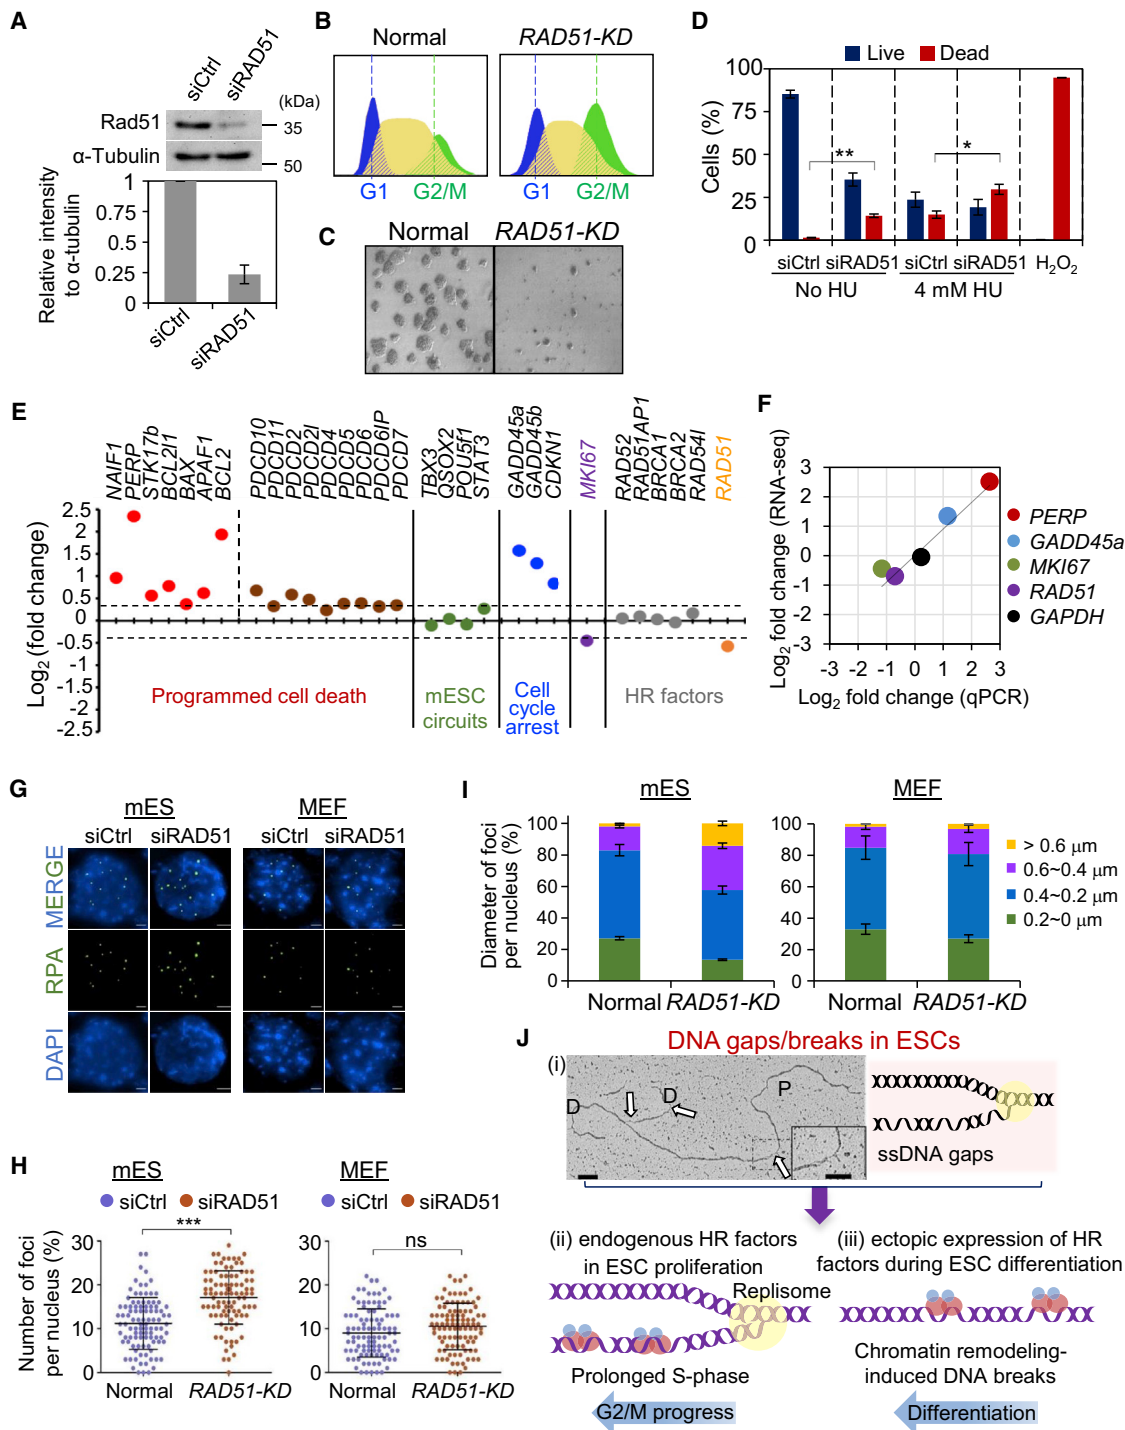 A
siCtrl
siRAD51
(kDa)
Rad51
35
α-Tubulin
50
Relative intensity
to α-tubulin
1
0.75
0.5
0.25
0
siCtrl
siRAD51
B
Normal
RAD51-KD
G1
G2/M
G1
G2/M
C
Normal
RAD51-KD
D
Live
Dead
Cells (%)
100
75
50
25
0
**
*
siCtrl siRAD51 siCtrl siRAD51 H₂O₂
No HU
4 mM HU
E
NAIF1
PERP
STK17b
BCL2l1
BAX
APAF1
BCL2
PDCD10
PDCD11
PDCD2
PDCD2l
PDCD4
PDCD5
PDCD6
PDCD6IP
PDCD7
TBX3
QSOX2
POU5f1
STAT3
GADD45a
GADD45b
CDKN1
MKI67
RAD52
RAD51AP1
BRCA1
BRCA2
RAD54l
RAD51
Log₂ (fold change)
2.5
2
1.5
1
0.5
0
-0.5
-1
-1.5
-2
-2.5
Programmed cell death
mESC
circuits
Cell
cycle
arrest
HR factors
F
Log₂ fold change (RNA-seq)
3
2
1
0
-1
-2
-3
-3 -2 -1 0 1 2 3
Log₂ fold change (qPCR)
PERP
GADD45a
MKI67
RAD51
GAPDH
G
mES
MEF
siCtrl siRAD51 siCtrl siRAD51
MERGE
RPA
DAPI
H
mES
MEF
siCtrl siRAD51
siCtrl siRAD51
Number of foci
per nucleus (%)
30
20
10
0
***
Normal RAD51-KD
30
20
10
0
ns
Normal RAD51-KD
I
mES
MEF
Diameter of foci
per nucleus (%)
100
80
60
40
20
0
Normal RAD51-KD
100
80
60
40
20
0
Normal RAD51-KD
> 0.6 μm
0.6~0.4 μm
0.4~0.2 μm
0.2~0 μm
J
DNA gaps/breaks in ESCs
(i)
D
D
P
ssDNA gaps
(ii) endogenous HR factors
in ESC proliferation
Replisome
Prolonged S-phase
G2/M progress
(iii) ectopic expression of HR
factors during ESC differentiation
Chromatin remodeling-
induced DNA breaks
Differentiation